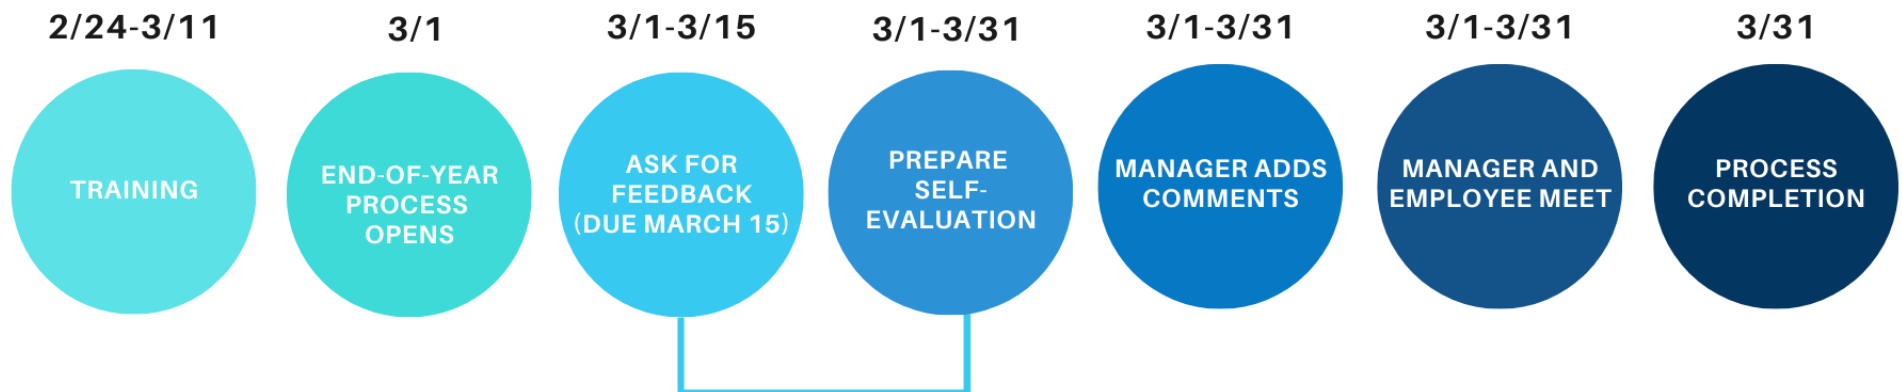 2/24-3/11
3/1
3/1-3/15
3/1-3/31
3/1-3/31
3/1-3/31
3/31
TRAINING
END-OF-YEAR
PROCESS
OPENS
ASK FOR
FEEDBACK
(DUE MARCH 15)
PREPARE
SELF-
EVALUATION
MANAGER ADDS
COMMENTS
MANAGER AND
EMPLOYEE MEET
PROCESS
COMPLETION